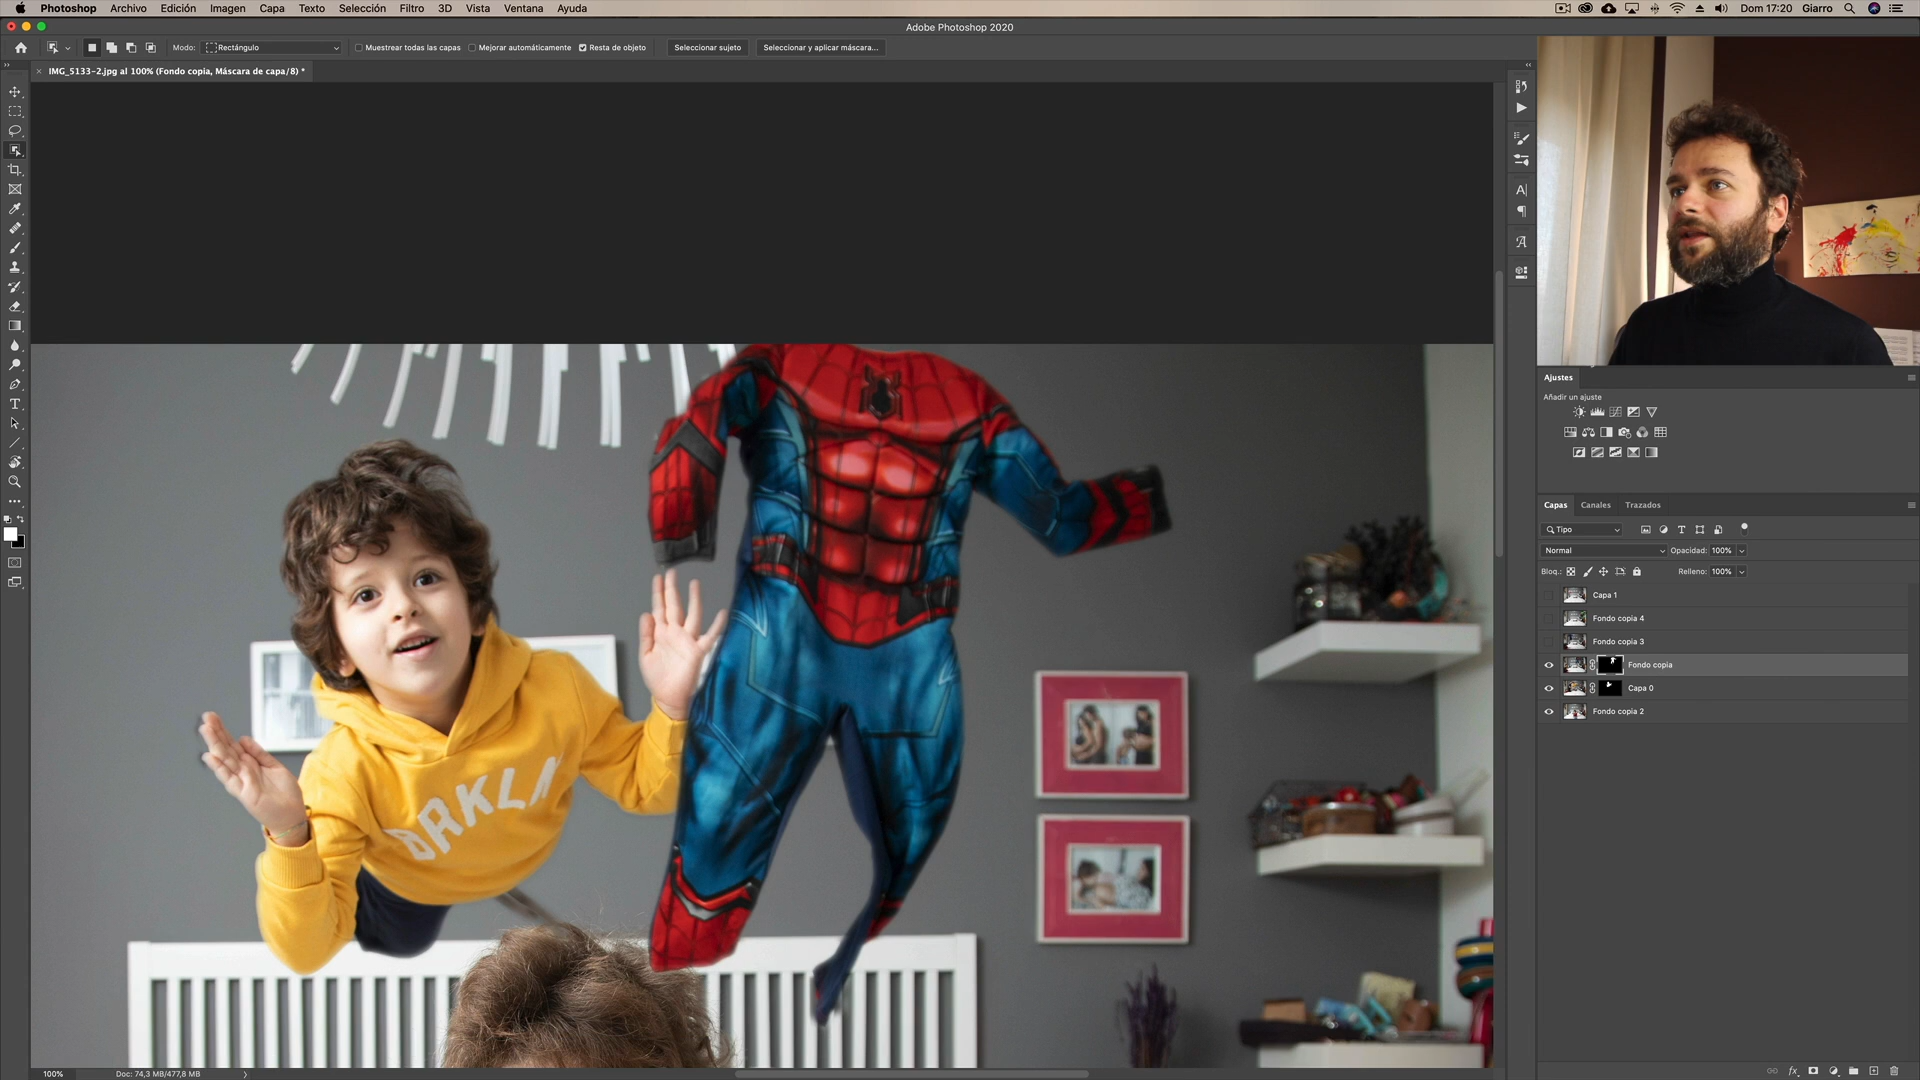 Photoshop Archivo Edición Imagen Capa Texto Selección Filtro 3D Vista Ventana Ayuda Dom 17:20 Giarro
Adobe Photoshop 2020
Modo: Rectángulo Muestrear todas las capas Mejorar automáticamente Resta de objeto Seleccionar sujeto Seleccionar y aplicar máscara...
IMG_5133-2.jpg al 100% (Fondo copia, Máscara de capa/8) *
Ajustes
Añadir un ajuste
Capas Canales Trazados
Tipo
Normal Opacidad: 100%
Bloq.: Relleno: 100%
Capa 1
Fondo copia 4
Fondo copia 3
Fondo copia
Capa 0
Fondo copia 2
BRKLN
100% Doc: 74,3 MB/477,8 MB